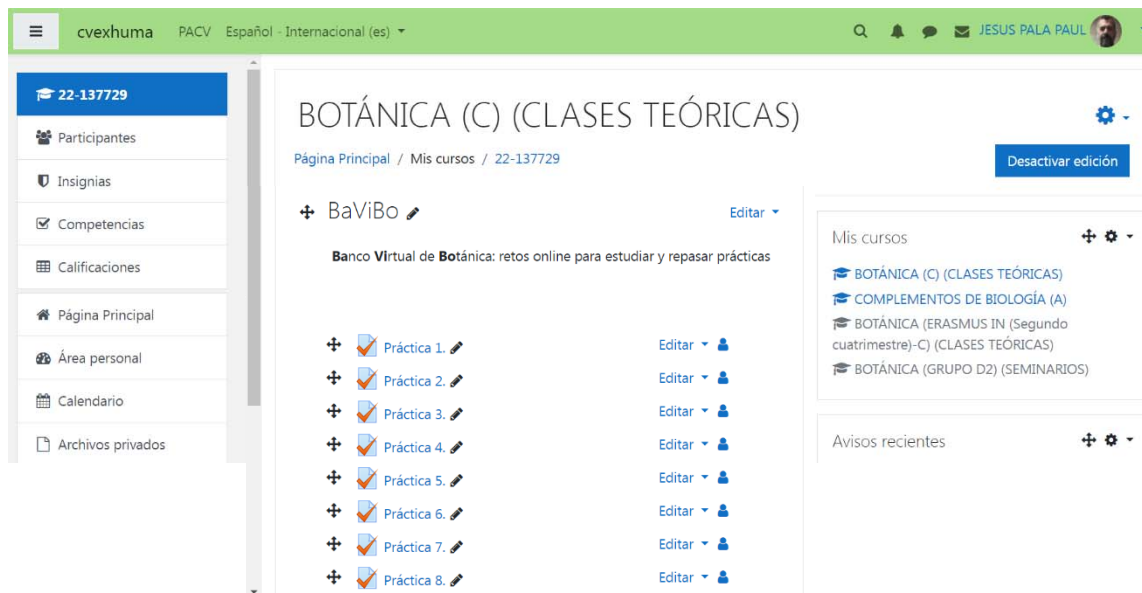 cvexhuma PACV Español - Internacional (es) JESUS PALA PAUL
22-137729
Participantes
Insignias
Competencias
Calificaciones
Página Principal
Área personal
Calendario
Archivos privados
BOTÁNICA (C) (CLASES TEÓRICAS)
Página Principal / Mis cursos / 22-137729
Desactivar edición
BaViBo Editar
Banco Virtual de Botánica: retos online para estudiar y repasar prácticas
Práctica 1. Editar
Práctica 2. Editar
Práctica 3. Editar
Práctica 4. Editar
Práctica 5. Editar
Práctica 6. Editar
Práctica 7. Editar
Práctica 8. Editar
Mis cursos
BOTÁNICA (C) (CLASES TEÓRICAS)
COMPLEMENTOS DE BIOLOGÍA (A)
BOTÁNICA (ERASMUS IN (Segundo
cuatrimestre)-C) (CLASES TEÓRICAS)
BOTÁNICA (GRUPO D2) (SEMINARIOS)
Avisos recientes